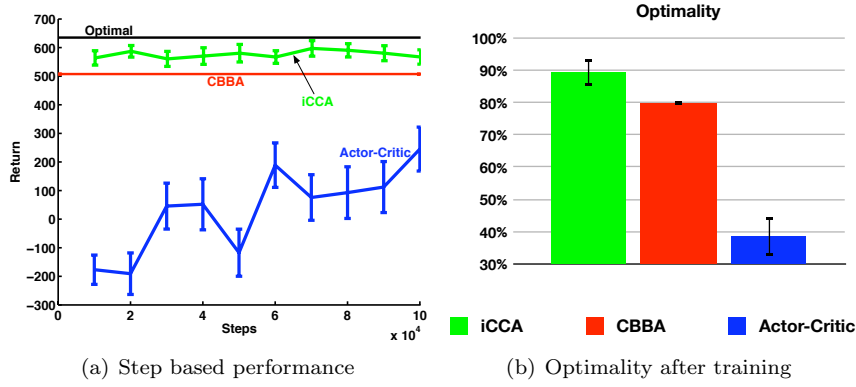 Optimality
700
600
500
400
300
200
100
0
−100
−200
−300
Return
Optimal
CBBA
iCCA
Actor-Critic
0 2 4 6 8 10
Steps
x 10^4
100%
90%
80%
70%
60%
50%
40%
30%
iCCA CBBA Actor-Critic
(a) Step based performance
(b) Optimality after training